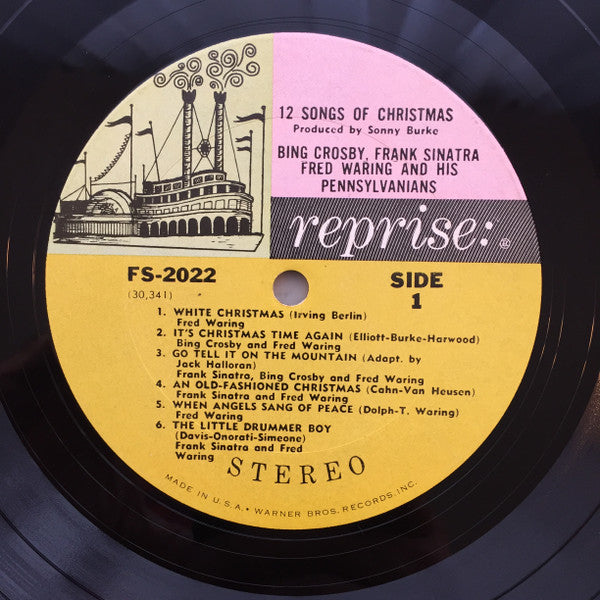 12 SONGS OF CHRISTMAS
Produced by Sonny Burke
BING CROSBY, FRANK SINATRA
FRED WARING AND HIS
PENNSYLVANIANS
reprise: ®
FS-2022
(30,341)
SIDE
1
1. WHITE CHRISTMAS (Irving Berlin)
Fred Waring
2. IT'S CHRISTMAS TIME AGAIN (Elliott-Burke-Harwood)
Bing Crosby and Fred Waring
3. GO TELL IT ON THE MOUNTAIN (Adapt. by
Jack Halloran)
Frank Sinatra, Bing Crosby and Fred Waring
4. AN OLD-FASHIONED CHRISTMAS (Cahn-Van Heusen)
Frank Sinatra and Fred Waring
5. WHEN ANGELS SANG OF PEACE (Dolph-T. Waring)
Fred Waring
6. THE LITTLE DRUMMER BOY
(Davis-Onorati-Simeone)
Frank Sinatra and Fred
Waring
STEREO
MADE IN U.S.A. • WARNER BROS. RECORDS, INC.